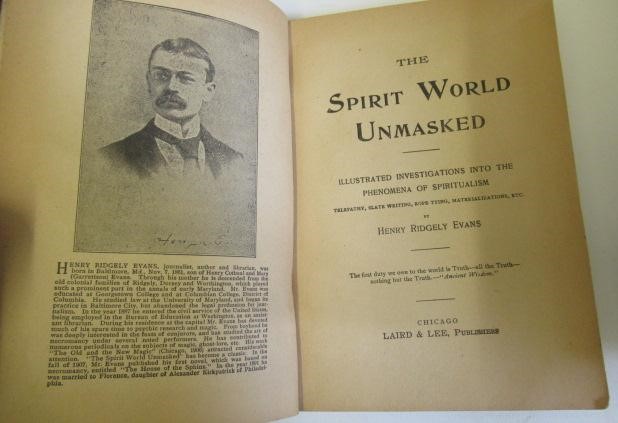 HENRY RIDGELY EVANS, journalist, author and librarian, was
born in Baltimore, Md., Nov. 7, 1861, son of Henry Cotheal and Mary
(Garrettson) Evans. Through his mother he is descended from the
old colonial families of Ridgely, Dorsey and Worthington, which played
such a prominent part in the annals of early Maryland. Mr. Evans was
educated at Georgetown College and at Columbian College, District of
Columbia. He studied law at the University of Maryland, and began its
practice in Baltimore City, but abandoned the legal profession for jour-
nalism. In the year 1887 he entered the civil service of the United States,
being employed in the Bureau of Education at Washington, as an assist-
ant librarian. During his residence at the capital Mr. Evans has devoted
much of his spare time to psychic research and magic. From boyhood he
was deeply interested in the feats of conjurors, and has studied the art of
necromancy under several noted performers. He has contributed to
numerous periodicals on the subjects of magic, ghost-lore, etc. His work
"The Old and the New Magic" (Chicago, 1906) attracted considerable
attention. "The Spirit World Unmasked" has become a classic. In the
fall of 1907, Mr. Evans published his first novel, which was based on
necromancy, entitled "The House of the Sphinx." In the year 1891 he
was married to Florence, daughter of Alexander Kirkpatrick of Philadel-
phia.
THE
SPIRIT WORLD
UNMASKED
ILLUSTRATED INVESTIGATIONS INTO THE
PHENOMENA OF SPIRITUALISM
TELEPATHY, SLATE WRITING, ROPE TYING, MATERIALIZATIONS, ETC.
BY
HENRY RIDGELY EVANS
The first duty we owe to the world is Truth—all the Truth—
nothing but the Truth.—"Ancient Wisdom."
CHICAGO
LAIRD & LEE, PUBLISHERS